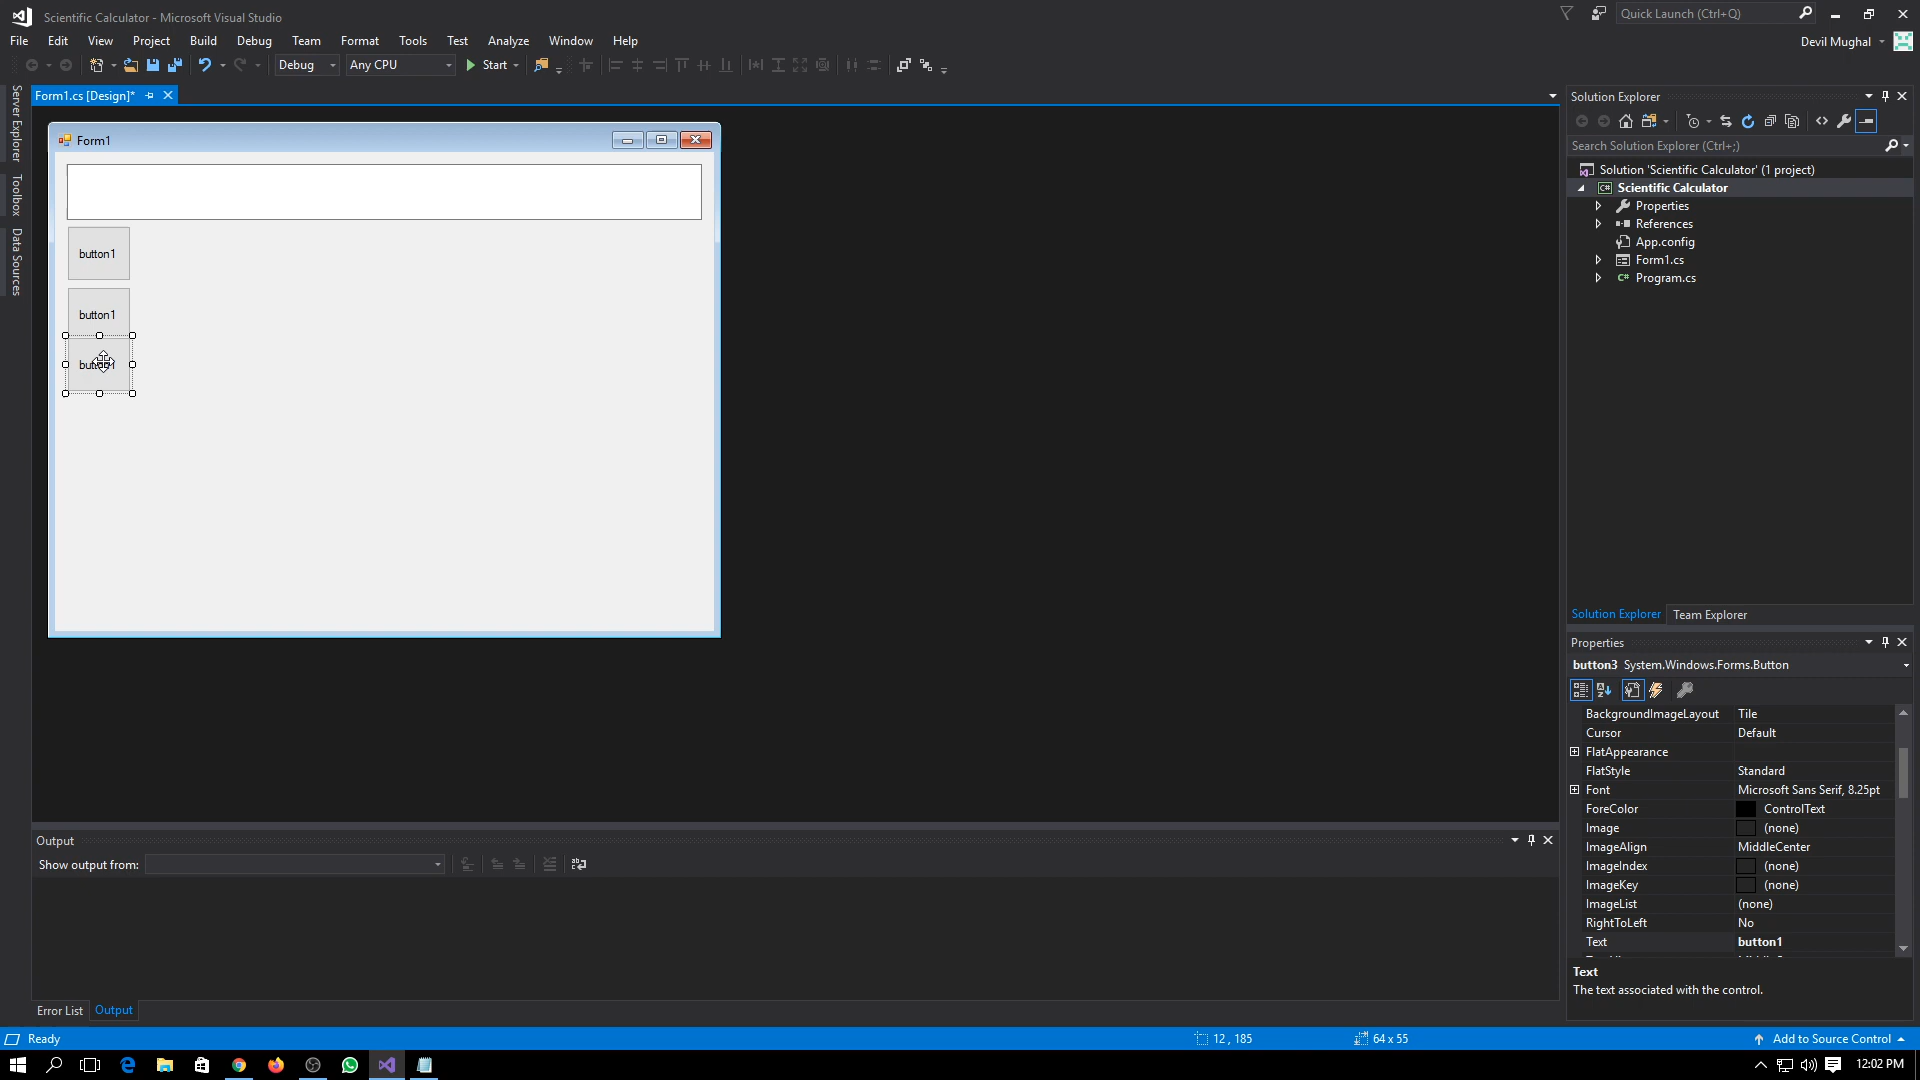 Scientific Calculator - Microsoft Visual Studio
Quick Launch (Ctrl+Q)
File Edit View Project Build Debug Team Format Tools Test Analyze Window Help
Devil Mughal
Debug Any CPU Start
Server Explorer
Toolbox
Data Sources
Form1.cs [Design]*
Form1
button1
button1
Solution Explorer
Search Solution Explorer (Ctrl+;)
Solution 'Scientific Calculator' (1 project)
C# Scientific Calculator
Properties
References
App.config
Form1.cs
C# Program.cs
Solution Explorer Team Explorer
Properties
button3 System.Windows.Forms.Button
BackgroundImageLayout Tile
Cursor Default
FlatAppearance
FlatStyle Standard
Font Microsoft Sans Serif, 8.25pt
ForeColor ControlText
Image (none)
ImageAlign MiddleCenter
ImageIndex (none)
ImageKey (none)
ImageList (none)
RightToLeft No
Text button1
Text
The text associated with the control.
Output
Show output from:
Error List Output
Ready
12 , 185
64 x 55
Add to Source Control
12:02 PM